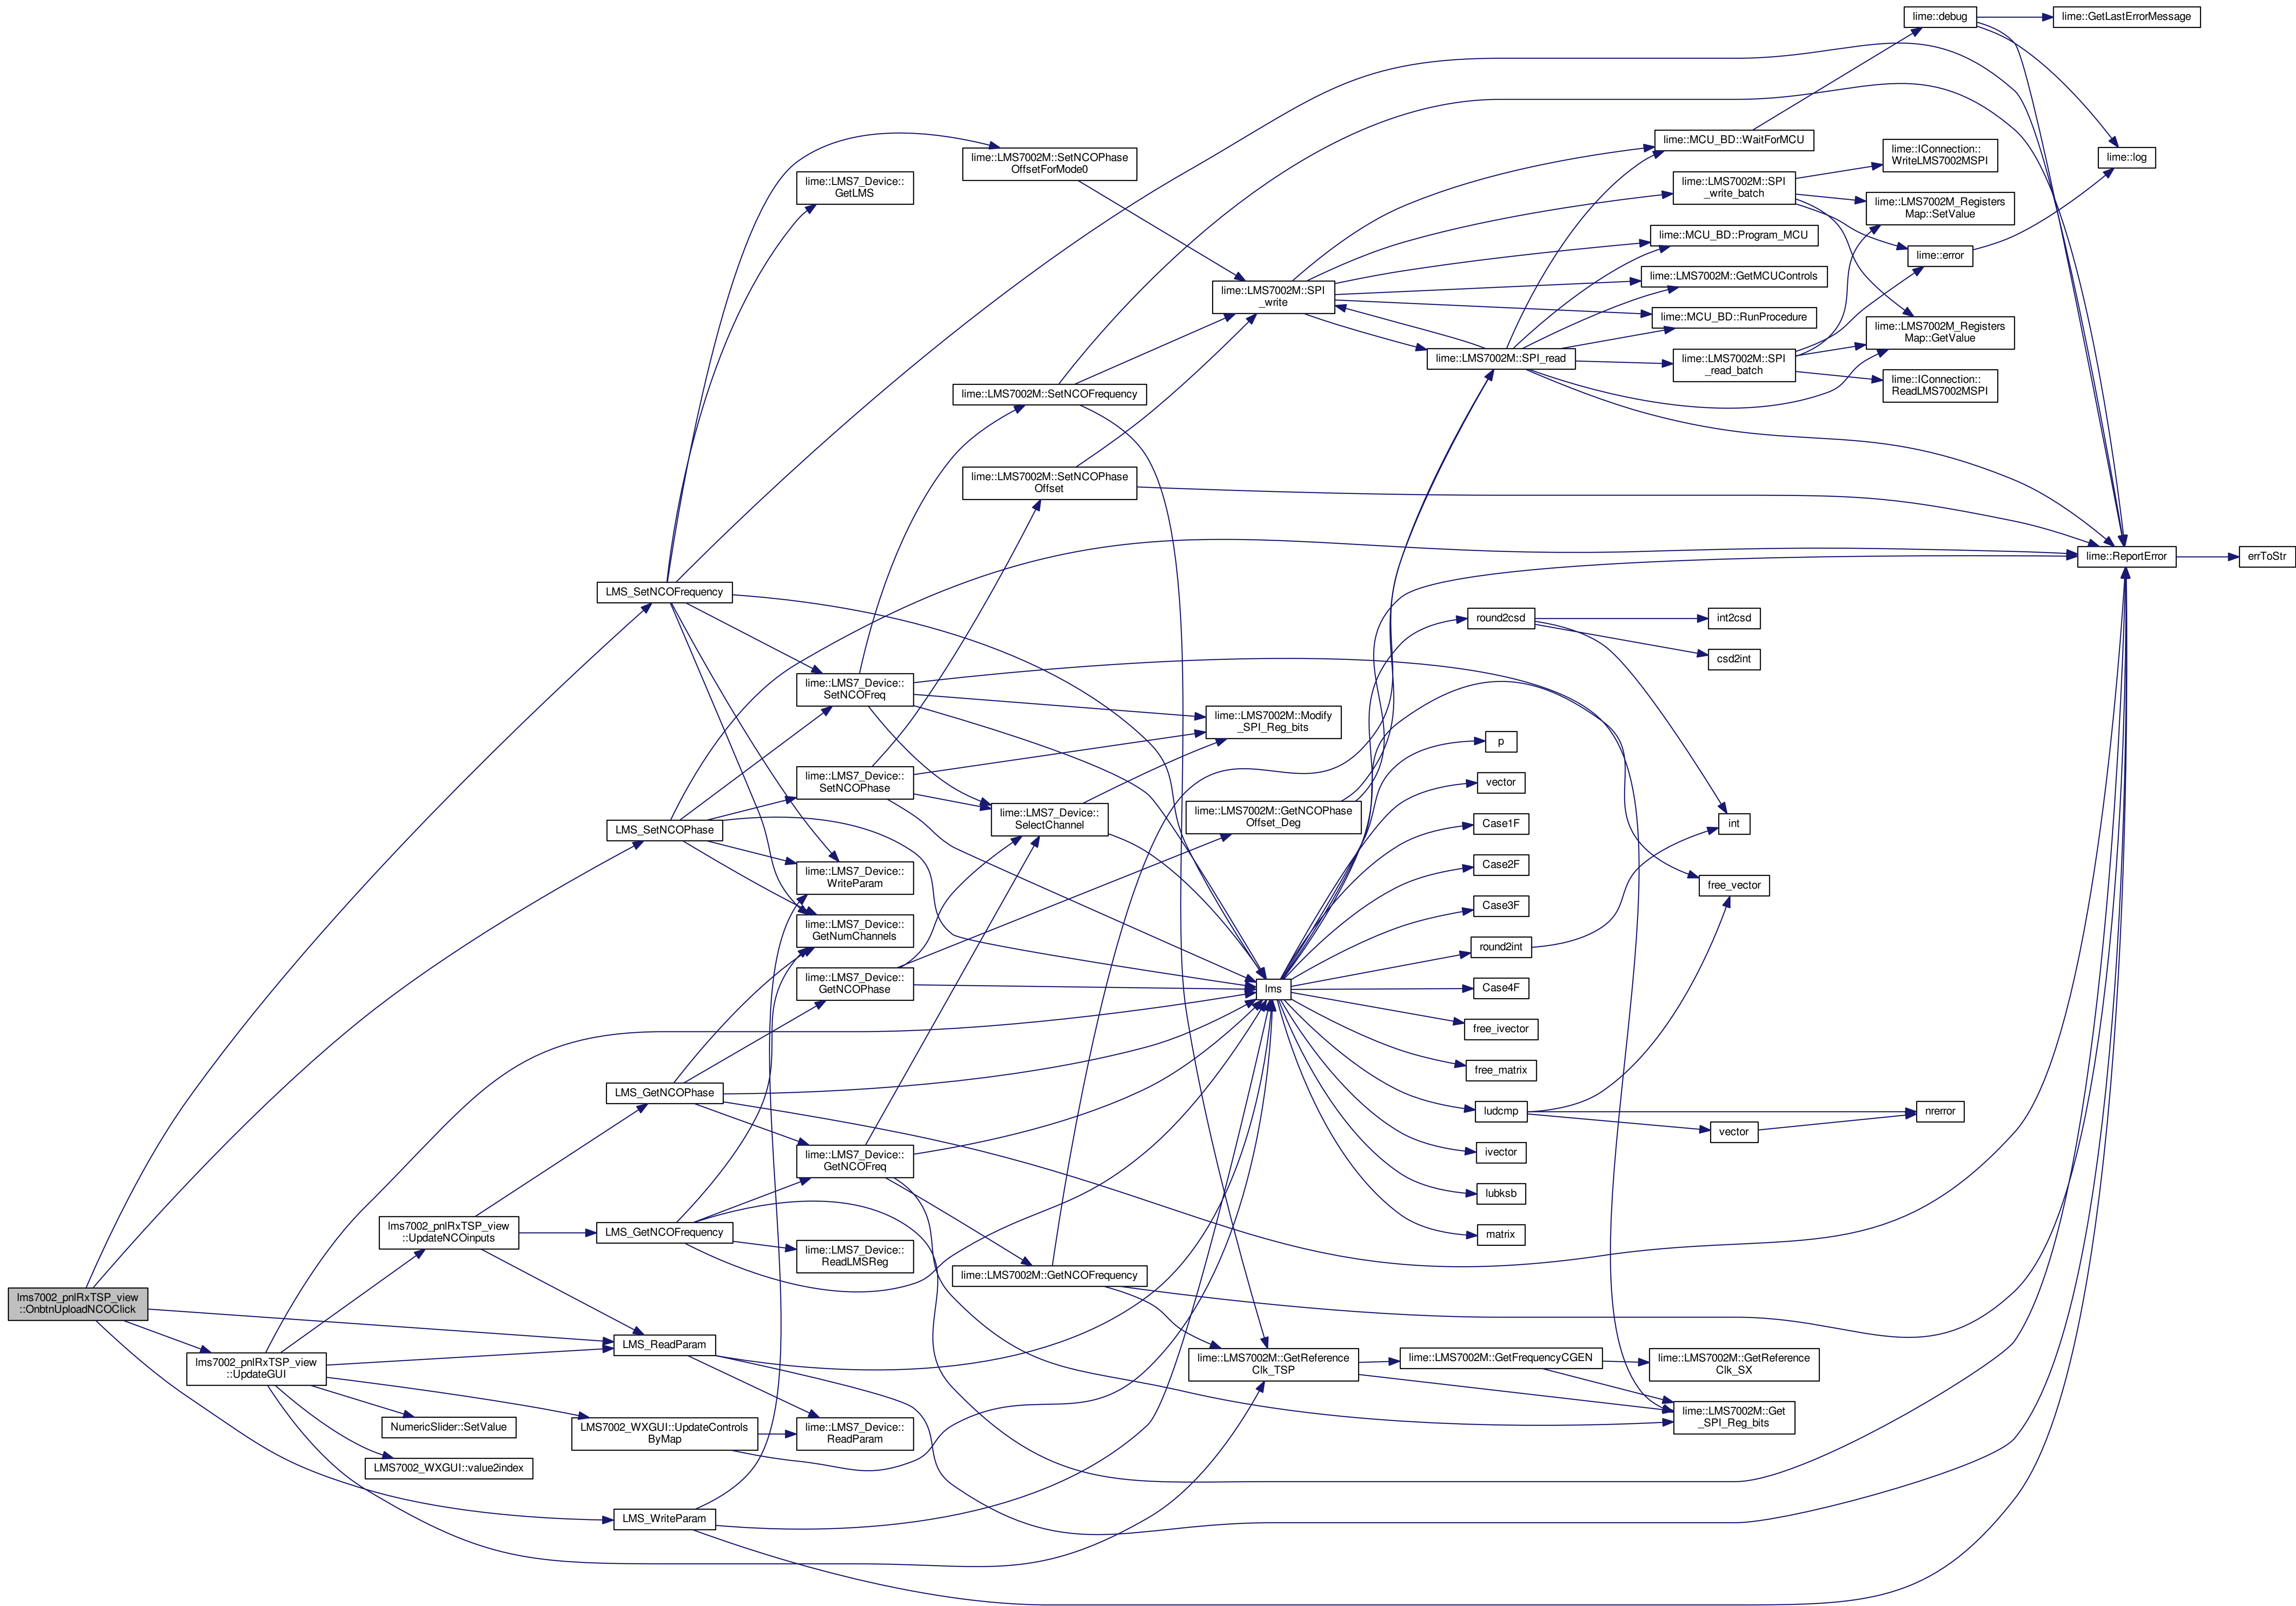 lime::debug
lime::GetLastErrorMessage
lime::MCU_BD::WaitForMCU
lime::LMS7002M::SetNCOPhase
OffsetForMode0
lime::IConnection::
WriteLMS7002MSPI
lime::log
lime::LMS7_Device::
GetLMS
lime::LMS7002M::SPI
_write_batch
lime::LMS7002M_Registers
Map::SetValue
lime::MCU_BD::Program_MCU
lime::error
lime::LMS7002M::GetMCUControls
lime::LMS7002M::SPI
_write
lime::MCU_BD::RunProcedure
lime::LMS7002M_Registers
Map::GetValue
lime::LMS7002M::SPI_read
lime::LMS7002M::SPI
_read_batch
lime::IConnection::
ReadLMS7002MSPI
lime::LMS7002M::SetNCOFrequency
lime::LMS7002M::SetNCOPhase
Offset
lime::ReportError
errToStr
LMS_SetNCOFrequency
round2csd
int2csd
csd2int
lime::LMS7_Device::
SetNCOFreq
lime::LMS7002M::Modify
_SPI_Reg_bits
p
lime::LMS7_Device::
SetNCOPhase
vector
lime::LMS7_Device::
SelectChannel
lime::LMS7002M::GetNCOPhase
Offset_Deg
Case1F
int
LMS_SetNCOPhase
Case2F
lime::LMS7_Device::
WriteParam
free_vector
Case3F
lime::LMS7_Device::
GetNumChannels
round2int
lime::LMS7_Device::
GetNCOPhase
lms
Case4F
free_ivector
free_matrix
LMS_GetNCOPhase
ludcmp
nrerror
vector
ivector
lime::LMS7_Device::
GetNCOFreq
lubksb
lms7002_pnlRxTSP_view
::UpdateNCOinputs
LMS_GetNCOFrequency
matrix
lime::LMS7_Device::
ReadLMSReg
lime::LMS7002M::GetNCOFrequency
lms7002_pnlRxTSP_view
::OnbtnUploadNCOClick
LMS_ReadParam
lms7002_pnlRxTSP_view
::UpdateGUI
lime::LMS7002M::GetReference
Clk_TSP
lime::LMS7002M::GetFrequencyCGEN
lime::LMS7002M::GetReference
Clk_SX
lime::LMS7002M::Get
_SPI_Reg_bits
NumericSlider::SetValue
LMS7002_WXGUI::UpdateControls
ByMap
lime::LMS7_Device::
ReadParam
LMS7002_WXGUI::value2index
LMS_WriteParam